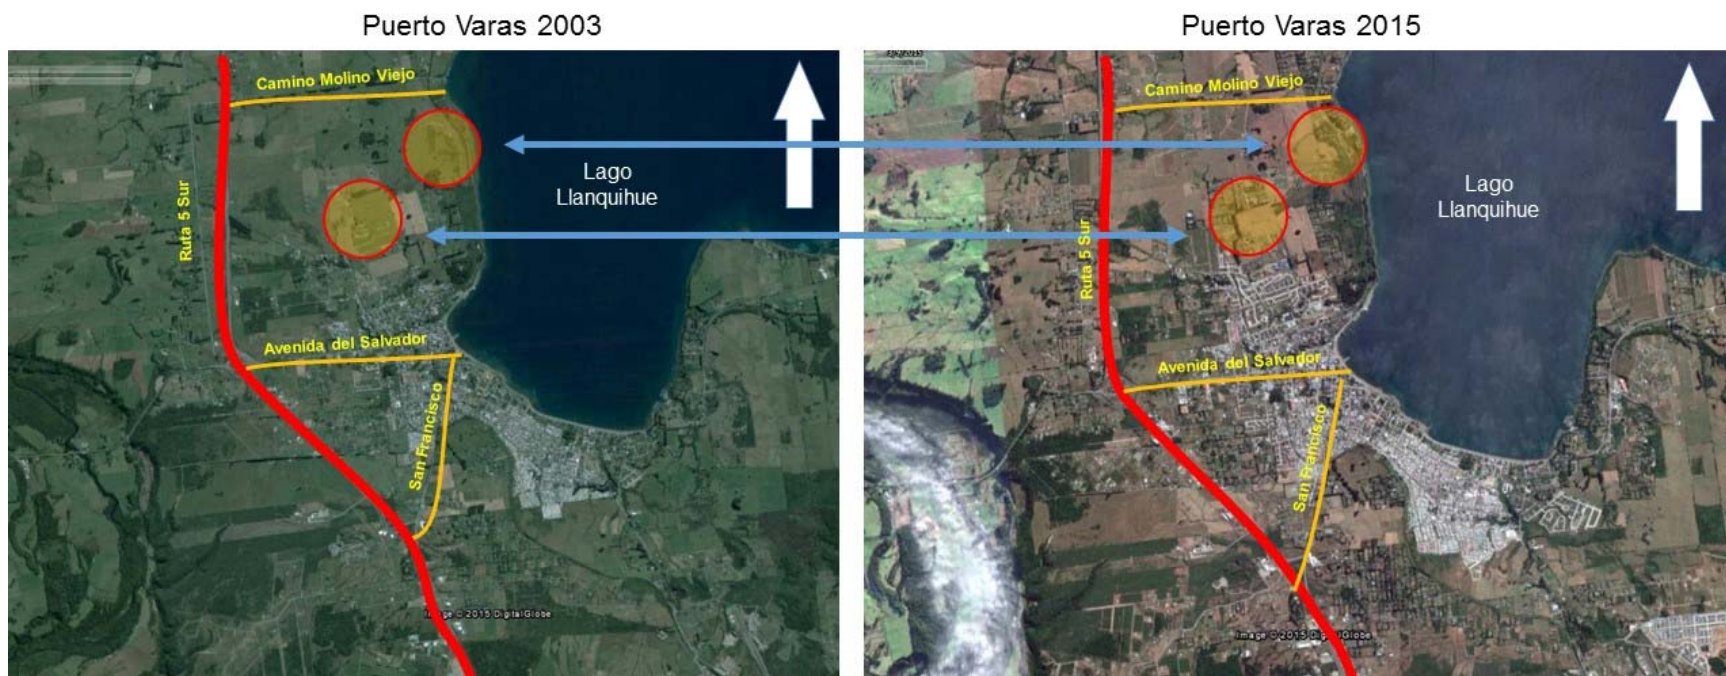 Puerto Varas 2003
Camino Molino Viejo
Lago
Llanquihue
Ruta 5 Sur
Avenida del Salvador
San Francisco
Image © 2015 DigitalGlobe
Puerto Varas 2015
Camino Molino Viejo
Lago
Llanquihue
Ruta 5 Sur
Avenida del Salvador
San Francisco
Image © 2015 DigitalGlobe